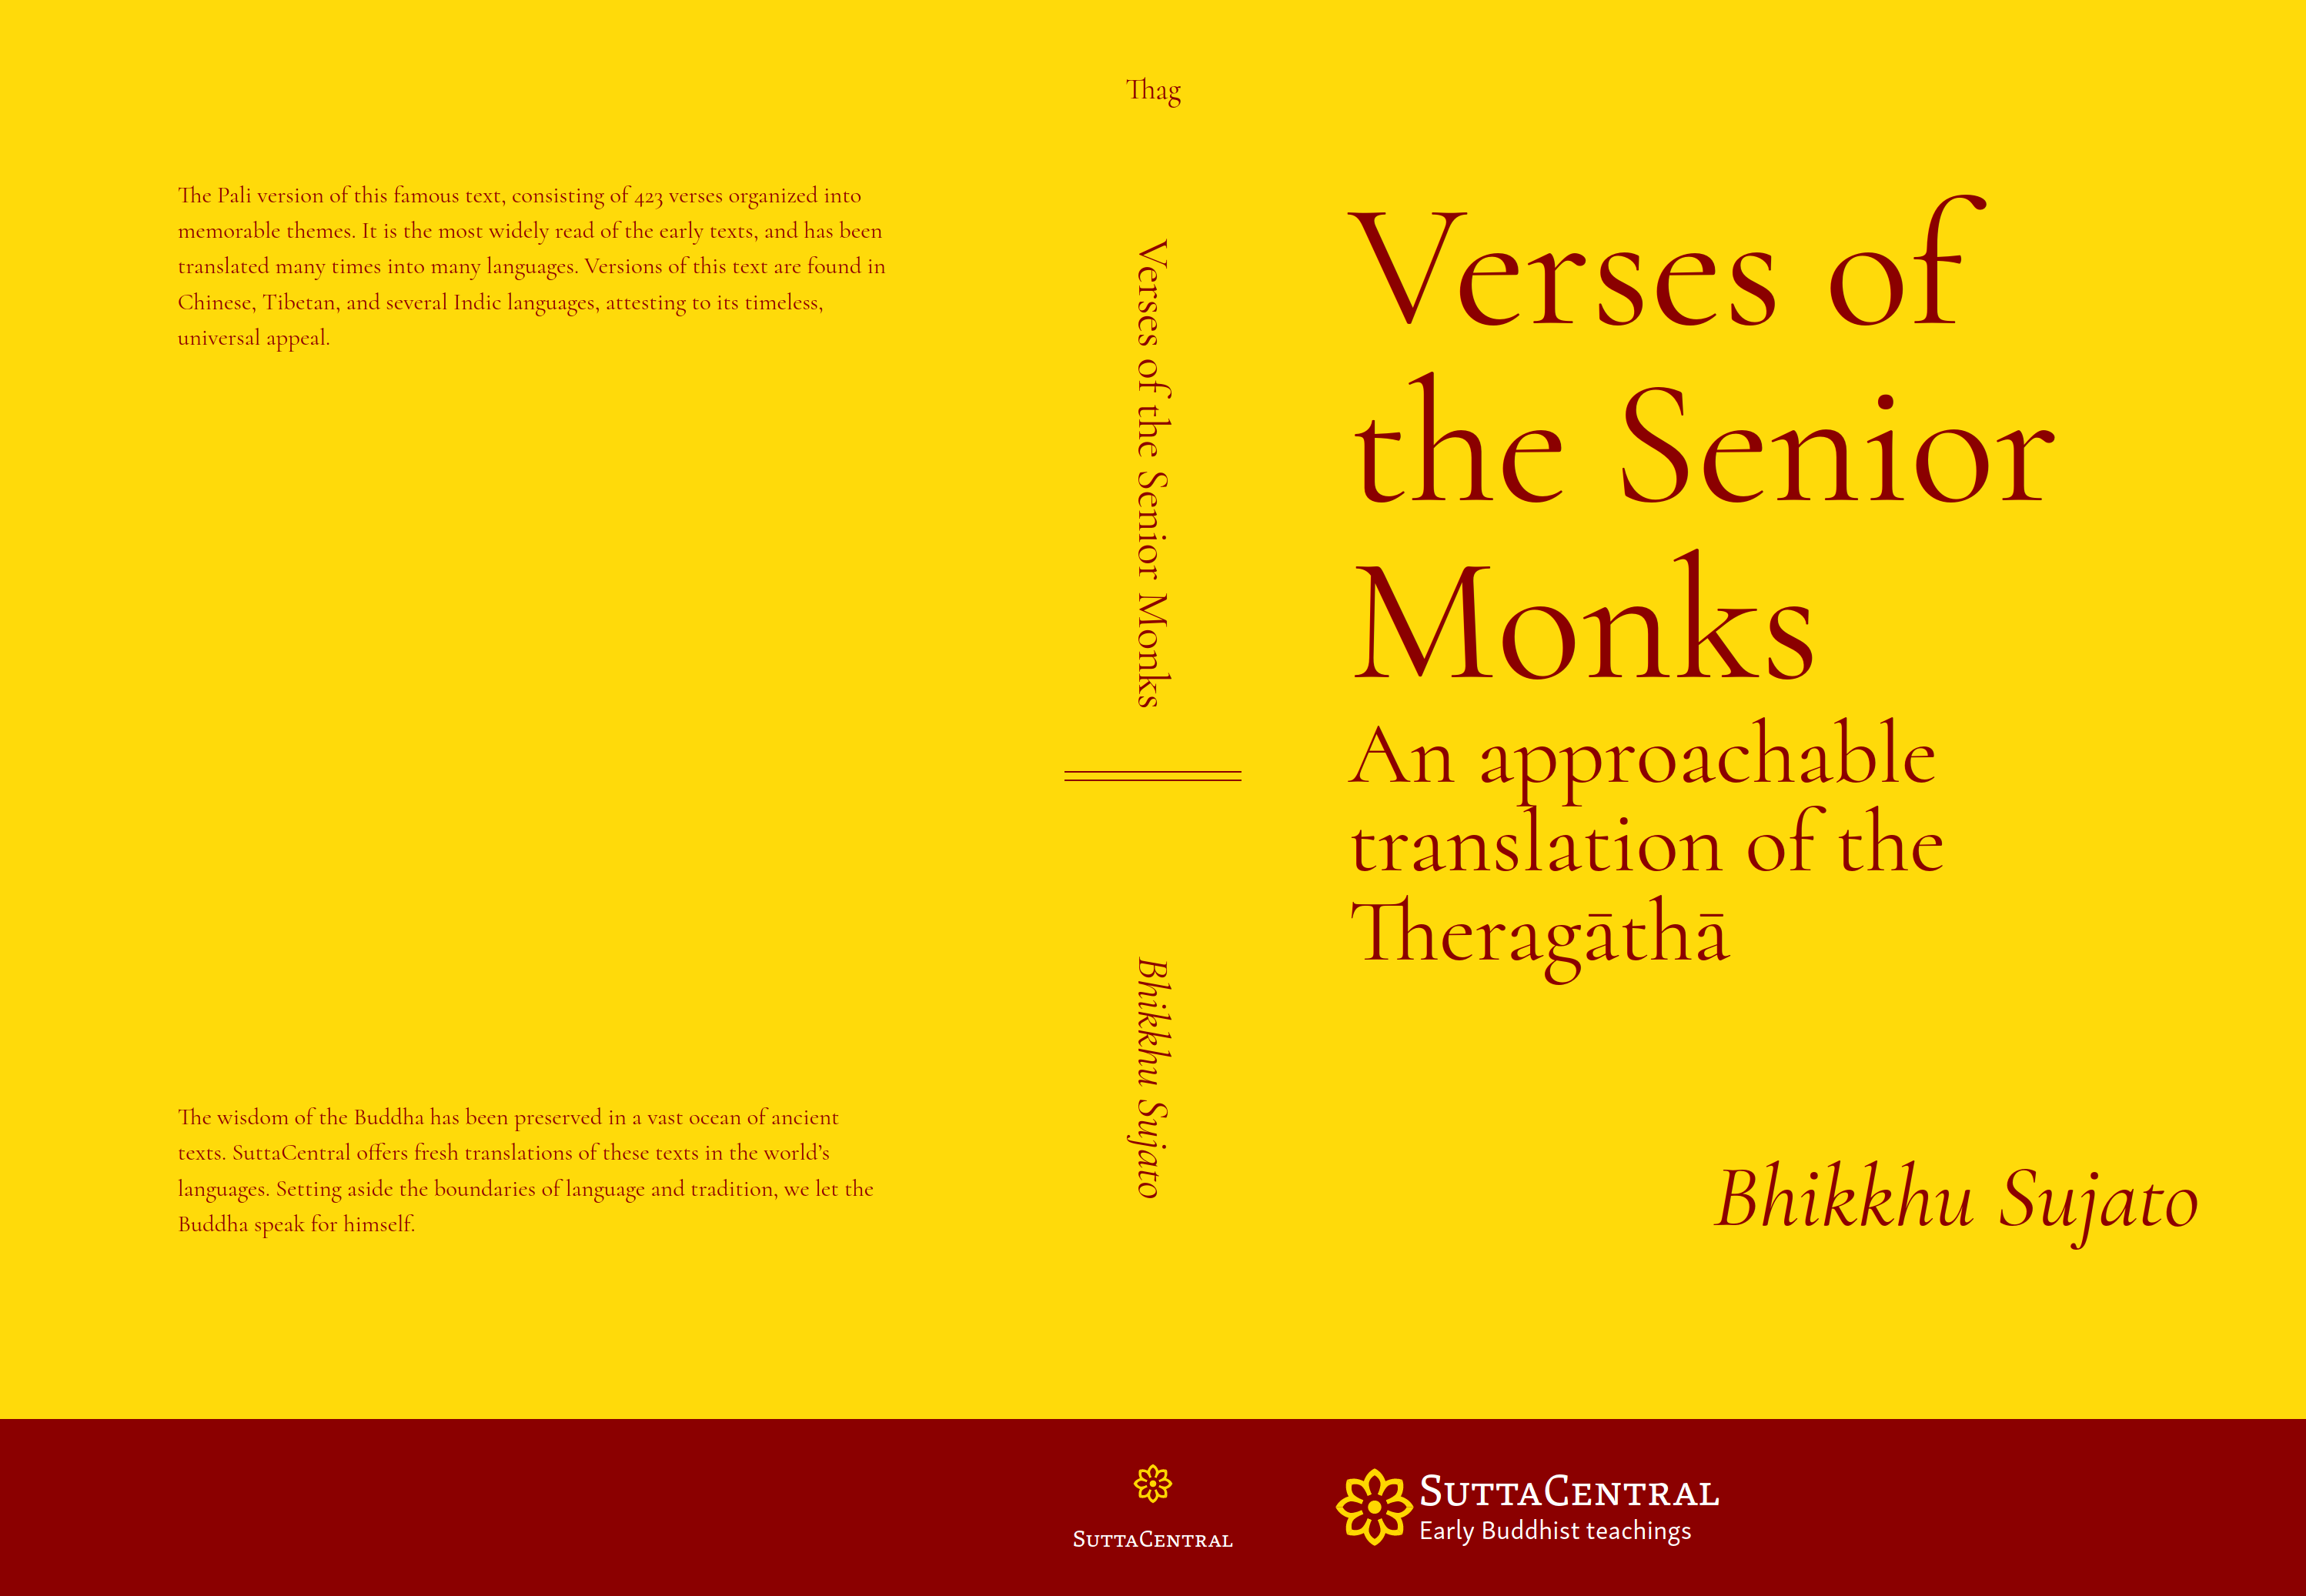 The Pali version of this famous text, consisting of 423 verses organized into
memorable themes. It is the most widely read of the early texts, and has been
translated many times into many languages. Versions of this text are found in
Chinese, Tibetan, and several Indic languages, attesting to its timeless,
universal appeal.
The wisdom of the Buddha has been preserved in a vast ocean of ancient
texts. SuttaCentral offers fresh translations of these texts in the world’s
languages. Setting aside the boundaries of language and tradition, we let the
Buddha speak for himself.
Thag
Verses of the Senior Monks
Bhikkhu Sujato
SuttaCentral
Verses of
the Senior
Monks
An approachable
translation of the
Theragāthā
Bhikkhu Sujato
SuttaCentral
Early Buddhist teachings